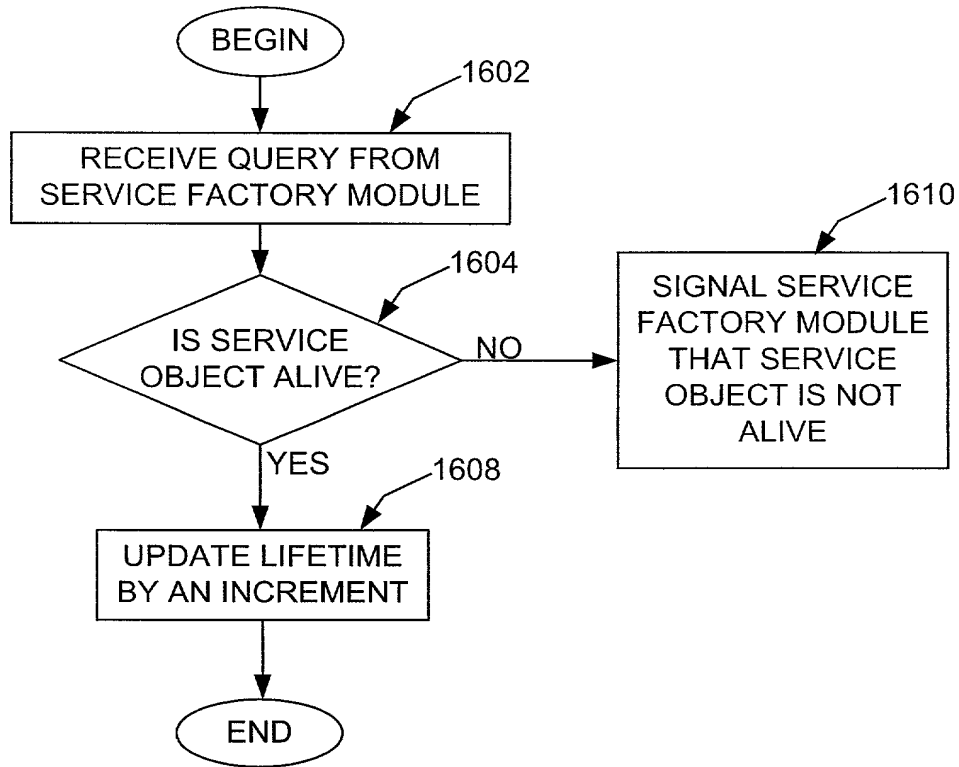 BEGIN
1602
RECEIVE QUERY FROM
SERVICE FACTORY MODULE
1604
IS SERVICE
OBJECT ALIVE?
NO
1610
SIGNAL SERVICE
FACTORY MODULE
THAT SERVICE
OBJECT IS NOT
ALIVE
YES
1608
UPDATE LIFETIME
BY AN INCREMENT
END